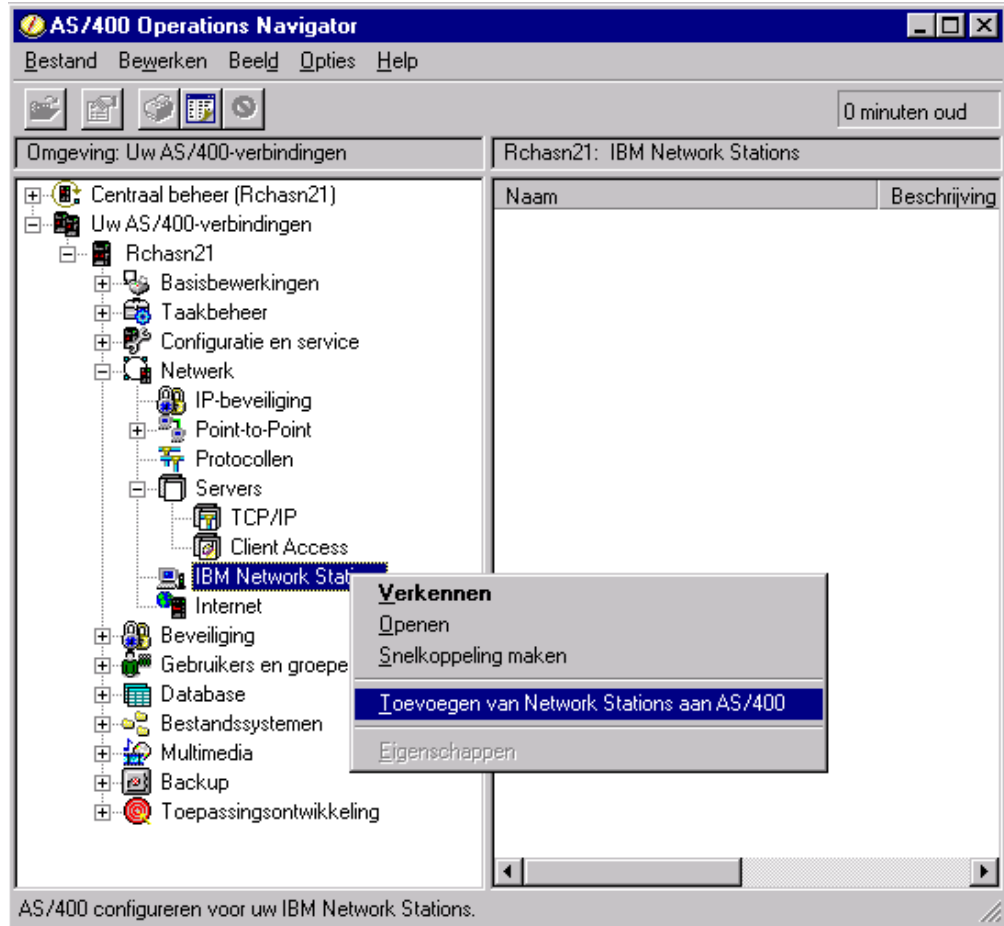 AS/400 Operations Navigator
Bestand Bewerken Beeld Opties Help
0 minuten oud
Omgeving: Uw AS/400-verbindingen
Rchasn21: IBM Network Stations
Naam Beschrijving
Centraal beheer (Rchasn21)
Uw AS/400-verbindingen
Rchasn21
Basisbewerkingen
Taakbeheer
Configuratie en service
Netwerk
IP-beveiliging
Point-to-Point
Protocollen
Servers
TCP/IP
Client Access
IBM Network Stati
Internet
Beveiliging
Gebruikers en groepe
Database
Bestandssystemen
Multimedia
Backup
Toepassingsontwikkeling
Verkennen
Openen
Snelkoppeling maken
Toevoegen van Network Stations aan AS/400
Eigenschappen
AS/400 configureren voor uw IBM Network Stations.